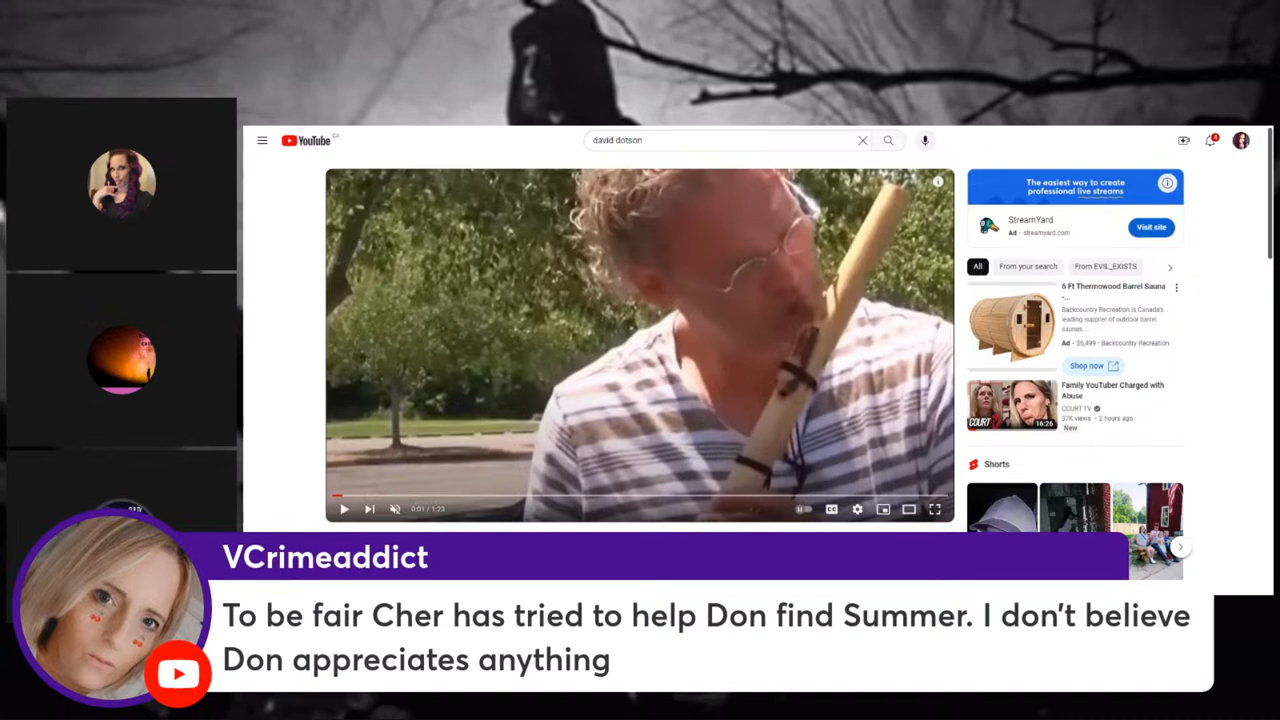 YouTube CA
david dotson
4
The easiest way to create
professional live streams
StreamYard
Ad · streamyard.com
Visit site
All
From your search
From EVIL_EXISTS
6 Ft Thermowood Barrel Sauna
-...
Backcountry Recreation is Canada's
leading supplier of outdoor barrel
saunas...
Ad · $6,499 · Backcountry Recreation
Shop now
Family YouTuber Charged with
Abuse
COURT TV
37K views · 2 hours ago
New
COURT
16:26
Shorts
0:01 / 1:23
CC
VCrimeaddict
To be fair Cher has tried to help Don find Summer. I don't believe
Don appreciates anything